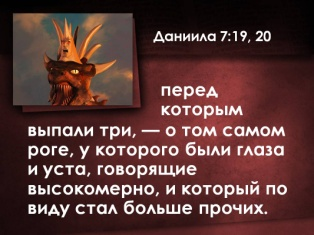 Даниила 7:19, 20
перед
которым
выпали три, — о том самом
роге, у которого были глаза
и уста, говорящие
высокомерно, и который по
виду стал больше прочих.